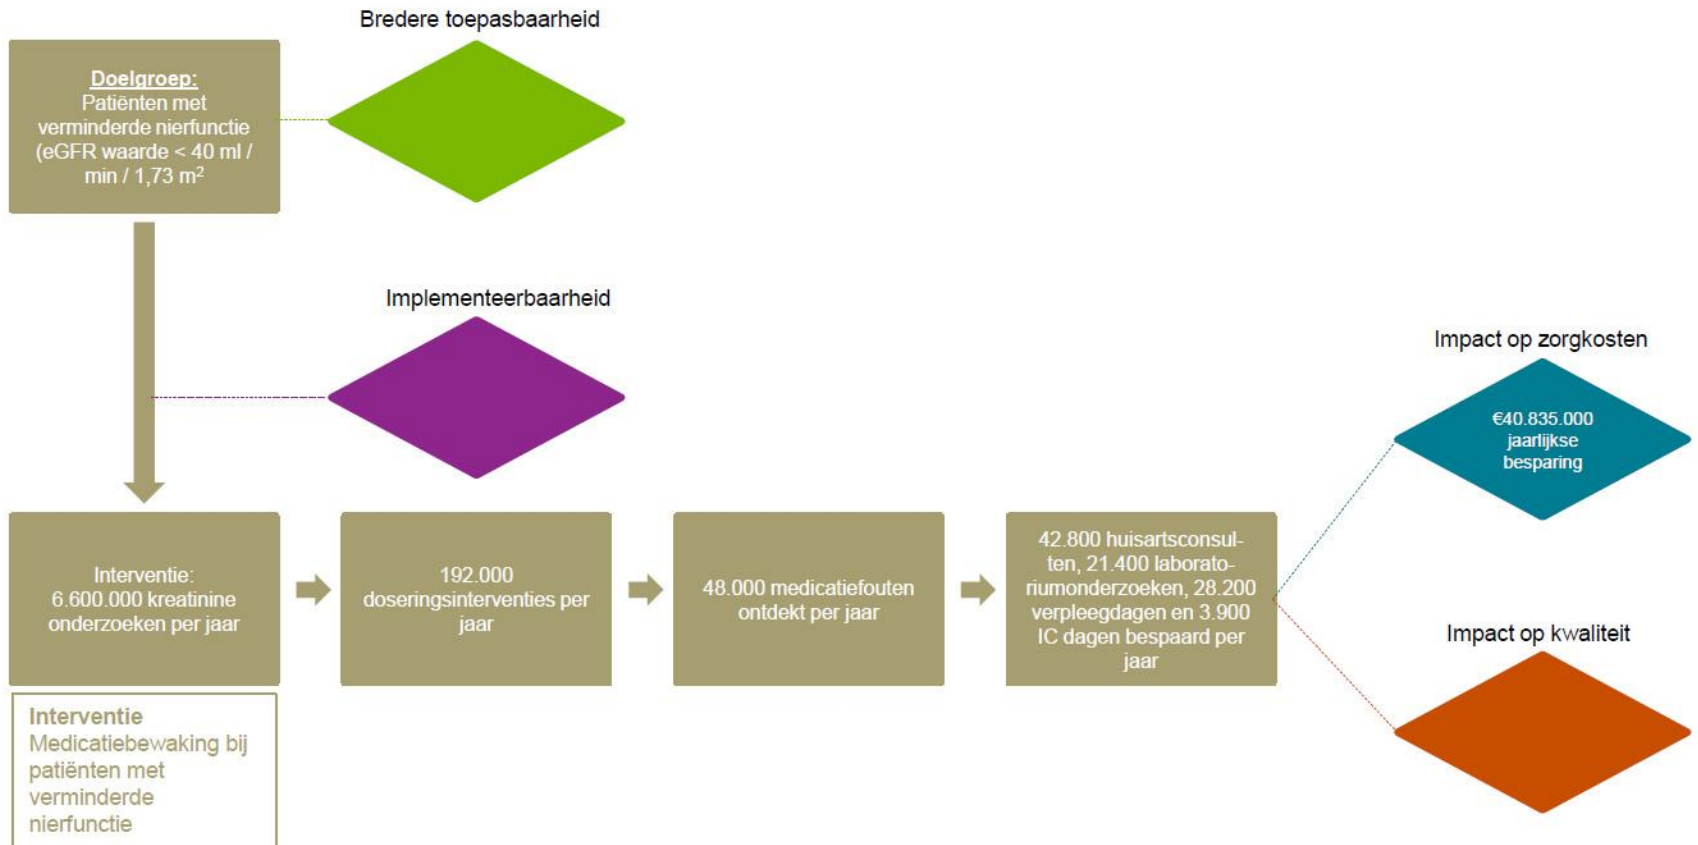 Bredere toepasbaarheid
Doelgroep:
Patiënten met
verminderde nierfunctie
(eGFR waarde < 40 ml /
min / 1,73 m²
Implementeerbaarheid
Impact op zorgkosten
€40.835.000
jaarlijkse
besparing
Interventie:
6.600.000 kreatinine
onderzoeken per jaar
192.000
doseringsinterventies per
jaar
48.000 medicatiefouten
ontdekt per jaar
42.800 huisartsconsul-
ten, 21.400 laborato-
riumonderzoeken, 28.200
verpleegdagen en 3.900
IC dagen bespaard per
jaar
Impact op kwaliteit
Interventie
Medicatiebewaking bij
patiënten met
verminderde
nierfunctie